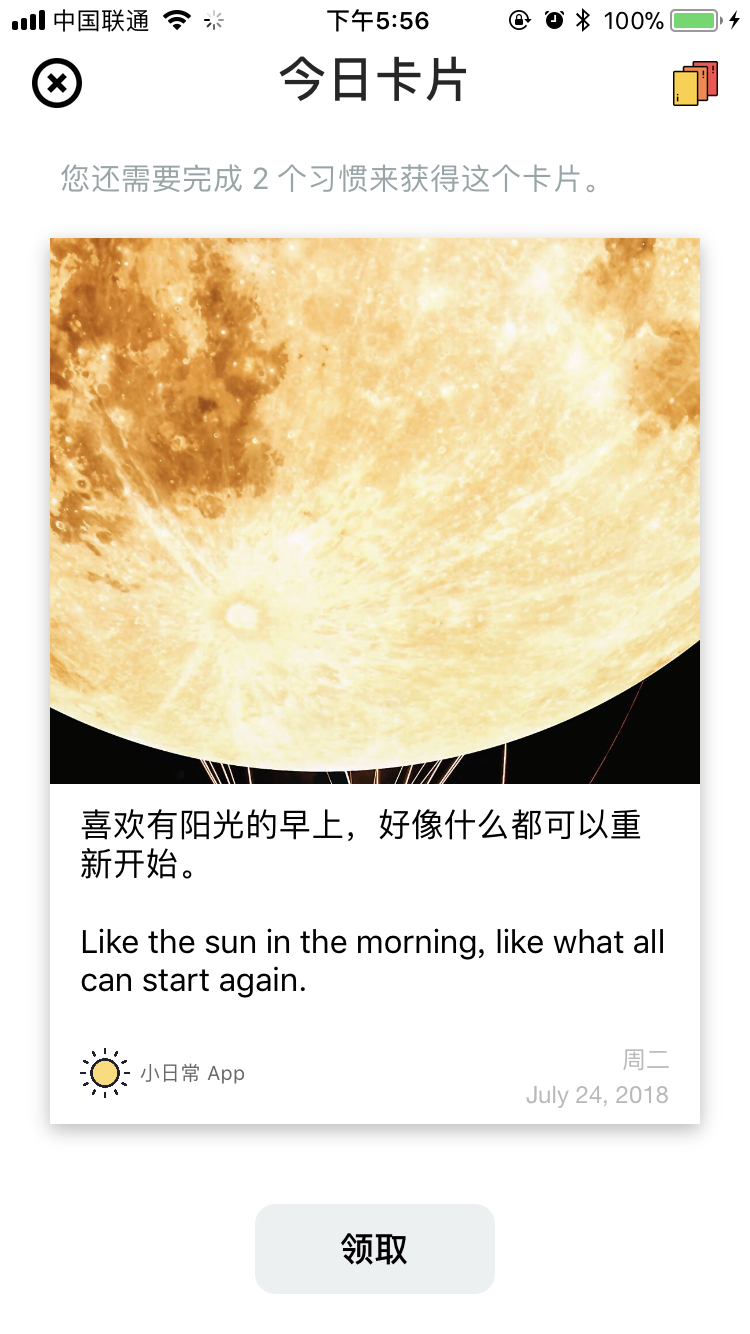 中国联通 下午5:56 100%
今日卡片
您还需要完成 2 个习惯来获得这个卡片。
喜欢有阳光的早上，好像什么都可以重
新开始。
Like the sun in the morning, like what all
can start again.
小日常 App
周二
July 24, 2018
领取